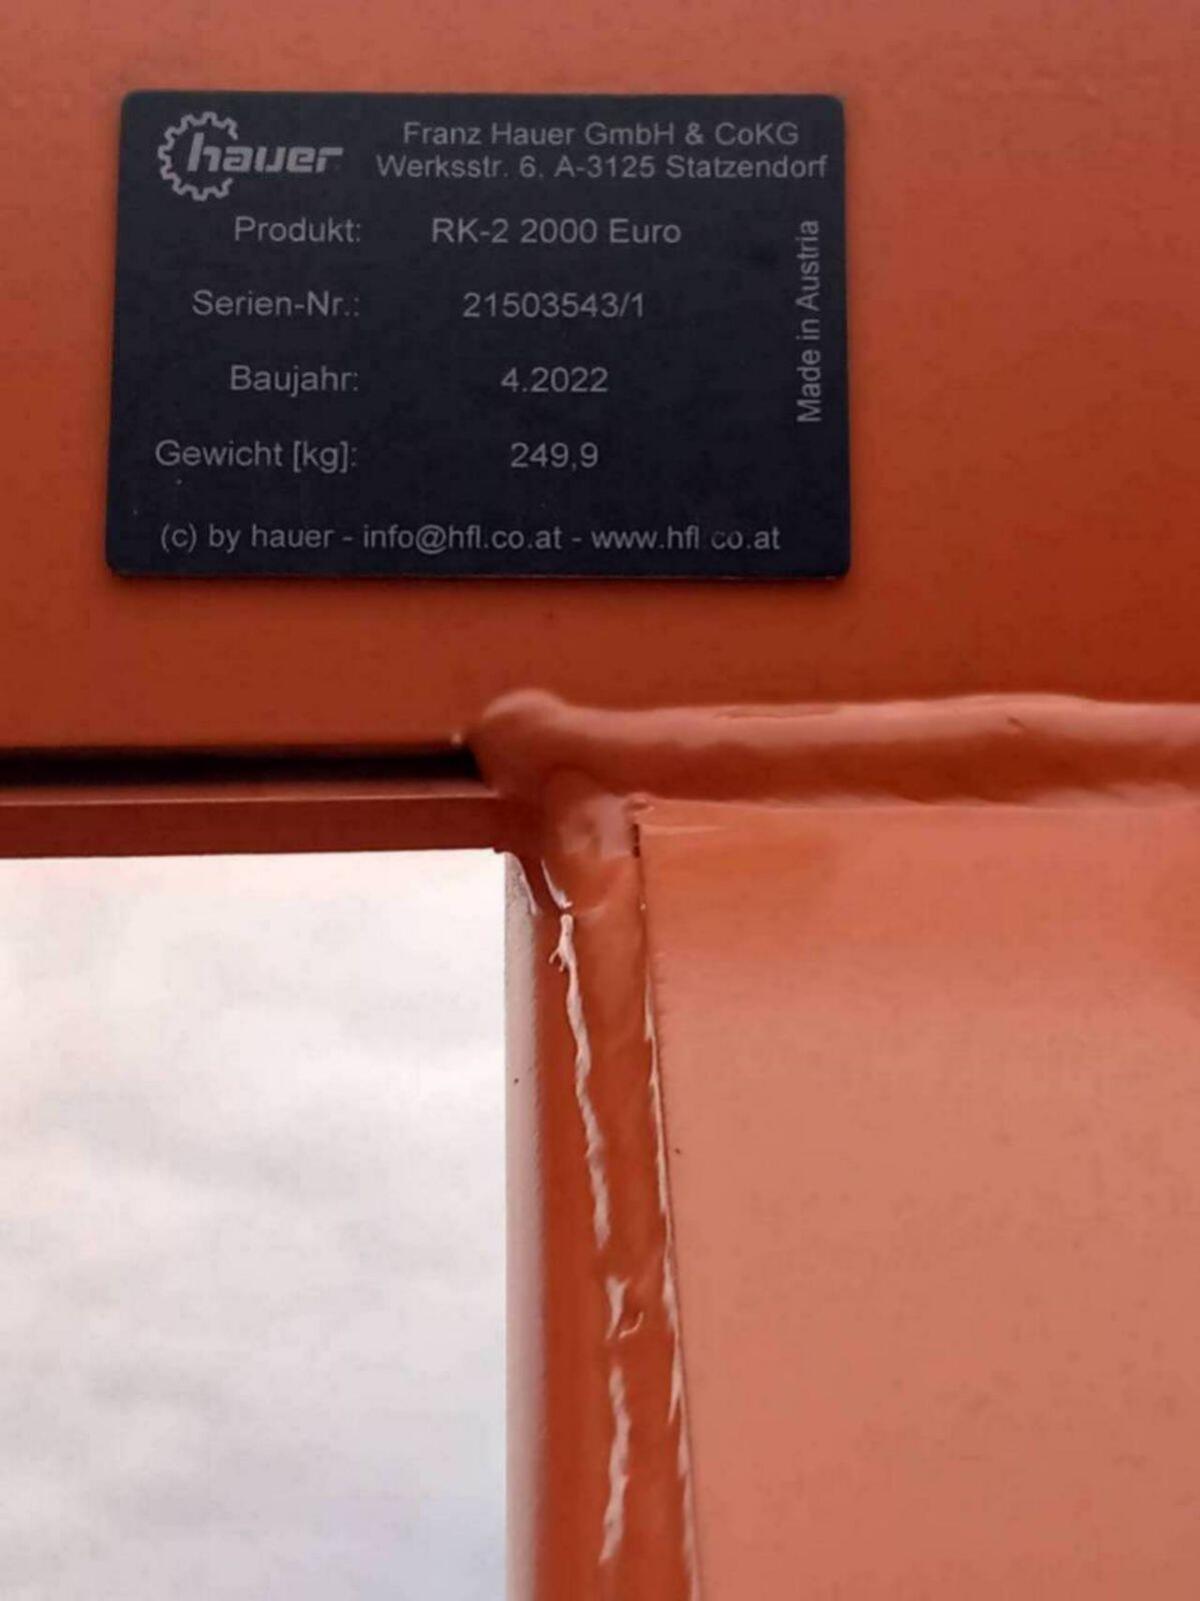 hauer
Franz Hauer GmbH & CoKG
Werksstr. 6, A-3125 Statzendorf
Produkt: RK-2 2000 Euro
Serien-Nr.: 21503543/1
Baujahr: 4.2022
Gewicht [kg]: 249,9
Made in Austria
(c) by hauer - info@hfl.co.at - www.hfl.co.at